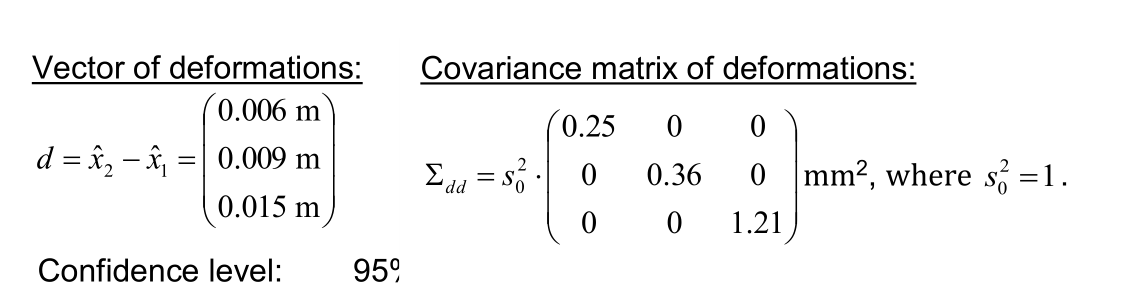 Vector of deformations:
Covariance matrix of deformations:
d = x̂₂ − x̂₁ = (0.006 m
0.009 m
0.015 m)
Σ_dd = s₀² · (0.25 0 0
0 0.36 0
0 0 1.21) mm², where s₀² =1.
Confidence level: 95%